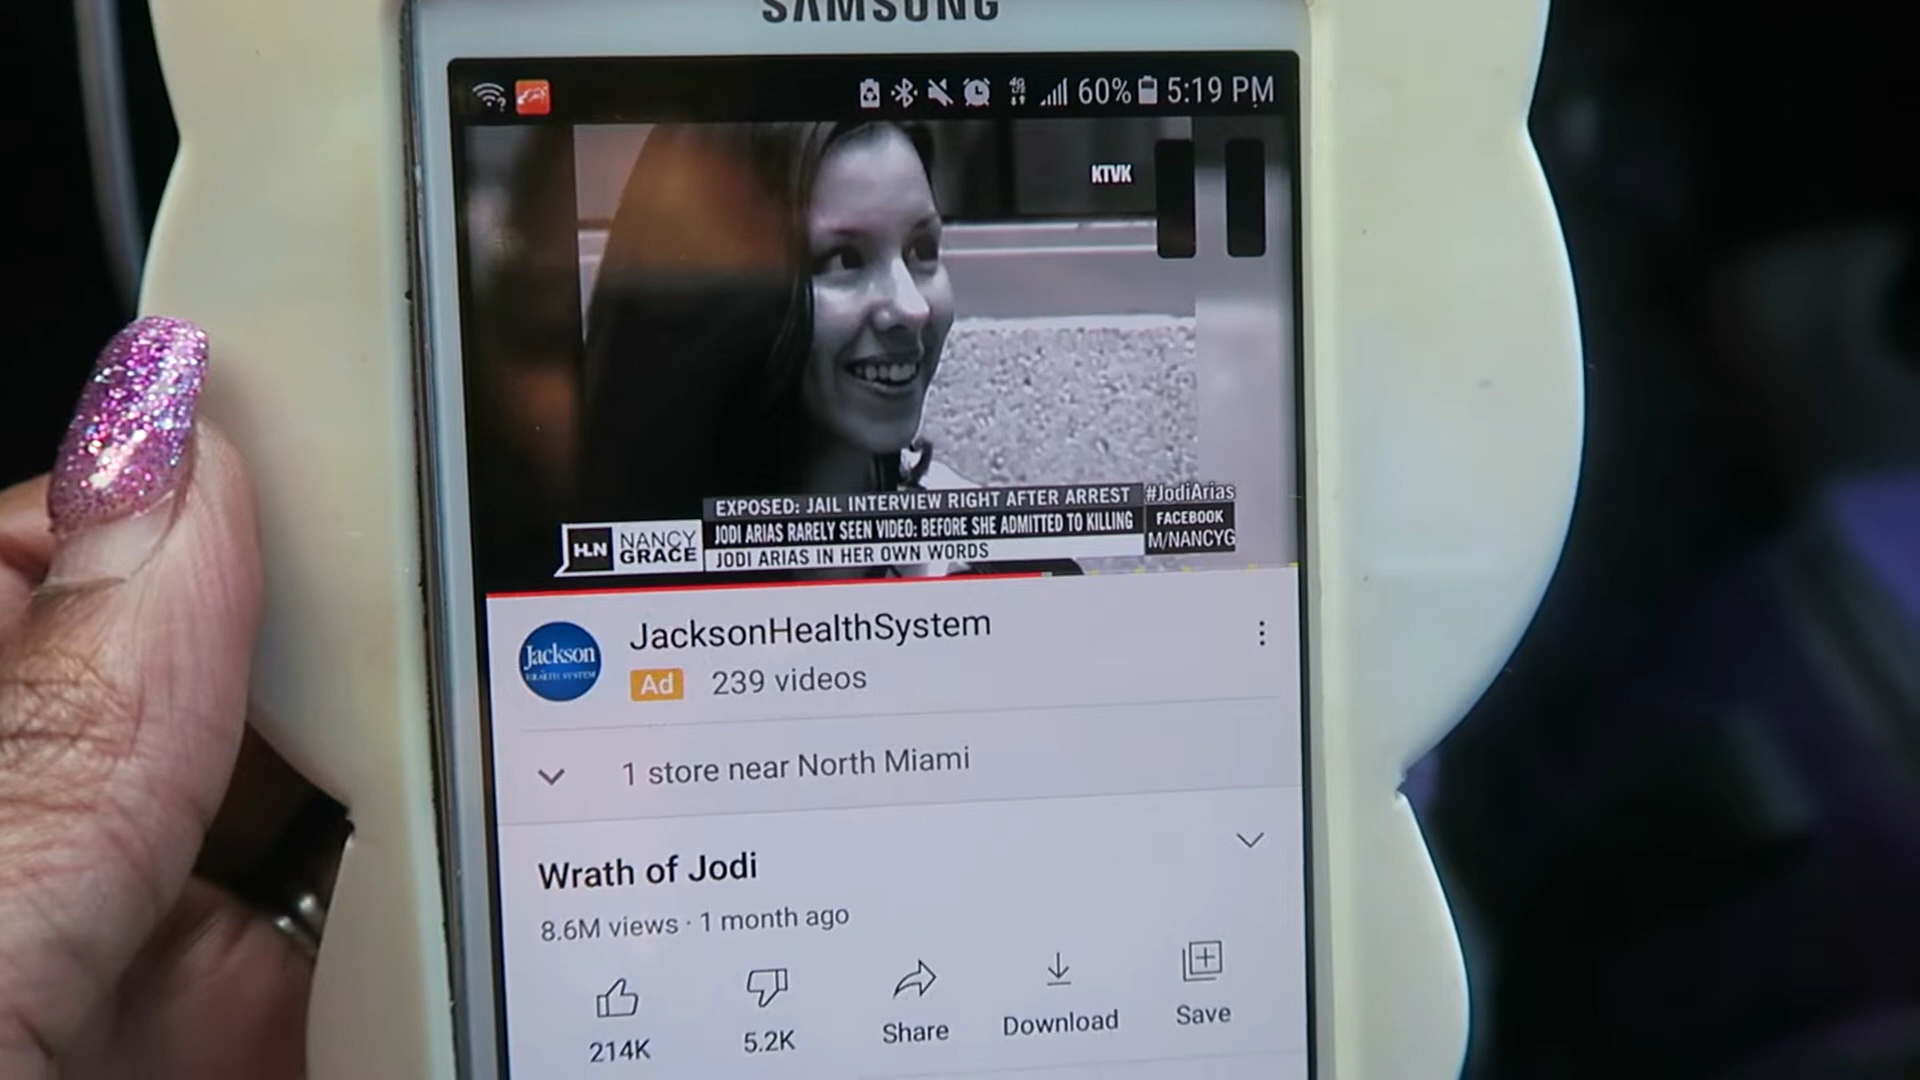 SAMSUNG
60% 5:19 PM
KTVK
EXPOSED: JAIL INTERVIEW RIGHT AFTER ARREST
#JodiArias
HLN
NANCY GRACE
JODI ARIAS RARELY SEEN VIDEO: BEFORE SHE ADMITTED TO KILLING
JODI ARIAS IN HER OWN WORDS
FACEBOOK
M/NANCYG
JacksonHealthSystem
Jackson
HEALTH SYSTEM
Ad 239 videos
1 store near North Miami
Wrath of Jodi
8.6M views · 1 month ago
214K
5.2K
Share
Download
Save